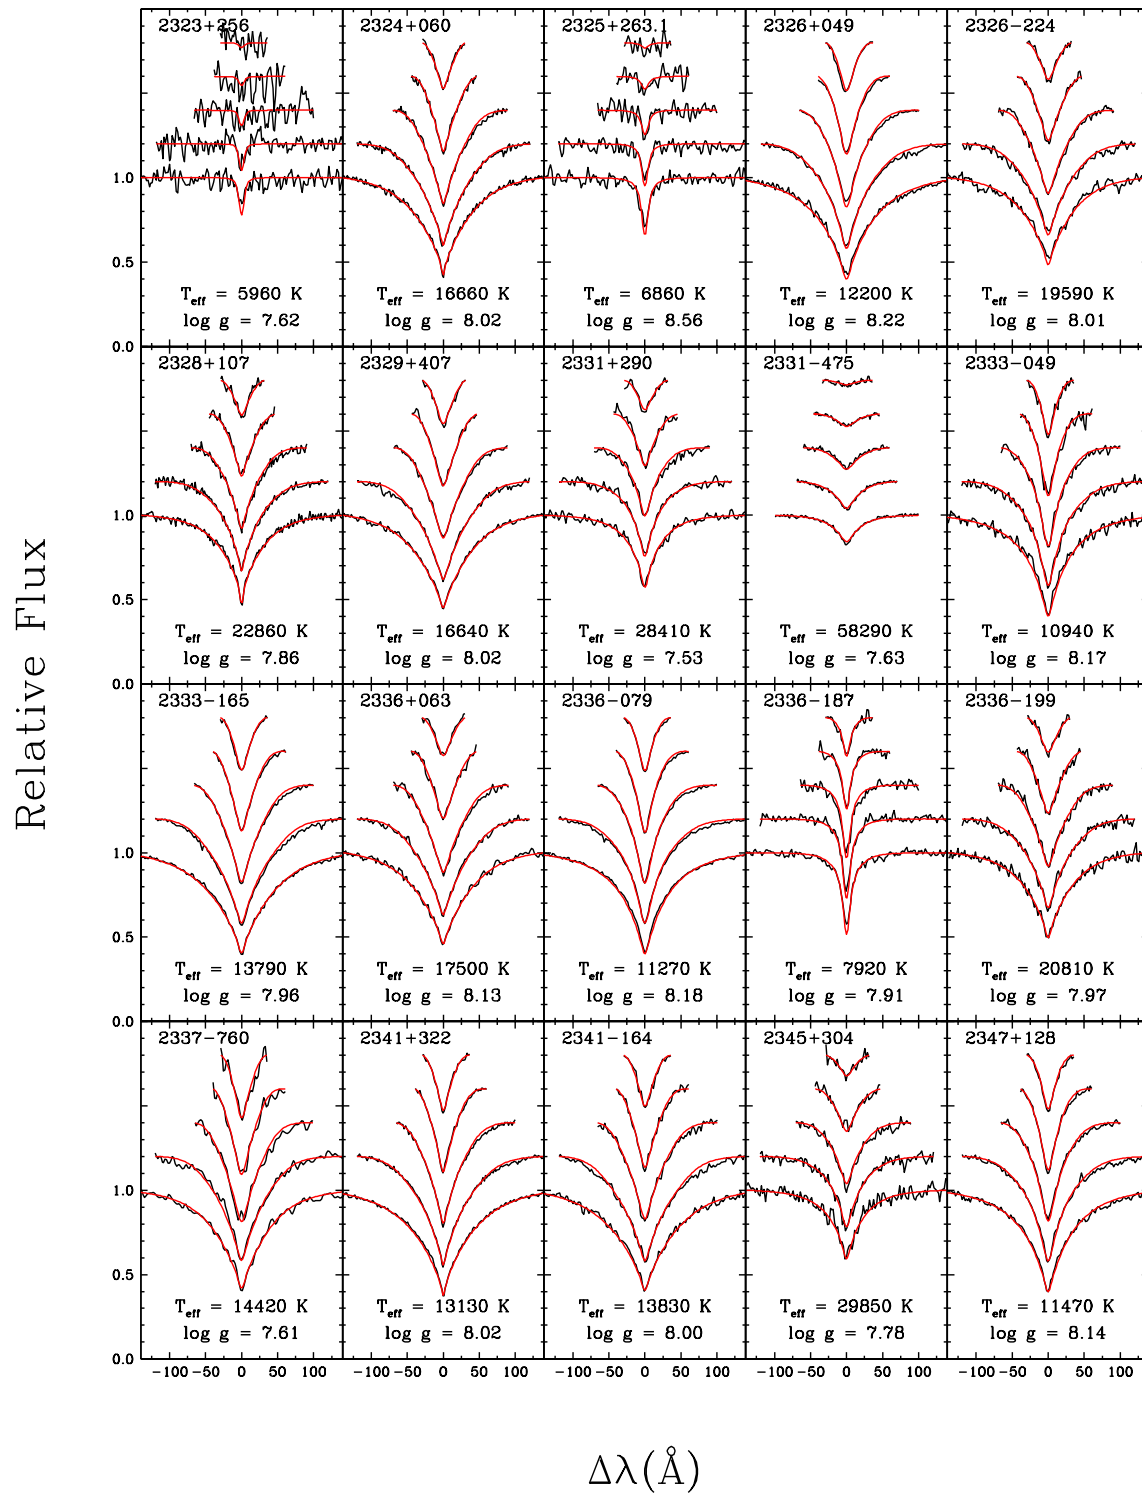 2323+256
2324+060
2325+263.1
2326+049
2326−224
1.0
0.5
0.0
T_eff = 5960 K
log g = 7.62
T_eff = 16660 K
log g = 8.02
T_eff = 6860 K
log g = 8.56
T_eff = 12200 K
log g = 8.22
T_eff = 19590 K
log g = 8.01
2328+107
2329+407
2331+290
2331−475
2333−049
1.0
0.5
0.0
T_eff = 22860 K
log g = 7.86
T_eff = 16640 K
log g = 8.02
T_eff = 28410 K
log g = 7.53
T_eff = 58290 K
log g = 7.63
T_eff = 10940 K
log g = 8.17
Relative Flux
2333−165
2336+063
2336−079
2336−187
2336−199
1.0
0.5
0.0
T_eff = 13790 K
log g = 7.96
T_eff = 17500 K
log g = 8.13
T_eff = 11270 K
log g = 8.18
T_eff = 7920 K
log g = 7.91
T_eff = 20810 K
log g = 7.97
2337−760
2341+322
2341−164
2345+304
2347+128
1.0
0.5
0.0
T_eff = 14420 K
log g = 7.61
T_eff = 13130 K
log g = 8.02
T_eff = 13830 K
log g = 8.00
T_eff = 29850 K
log g = 7.78
T_eff = 11470 K
log g = 8.14
−100 −50 0 50 100
−100 −50 0 50 100
−100 −50 0 50 100
−100 −50 0 50 100
−100 −50 0 50 100
Δλ(Å)